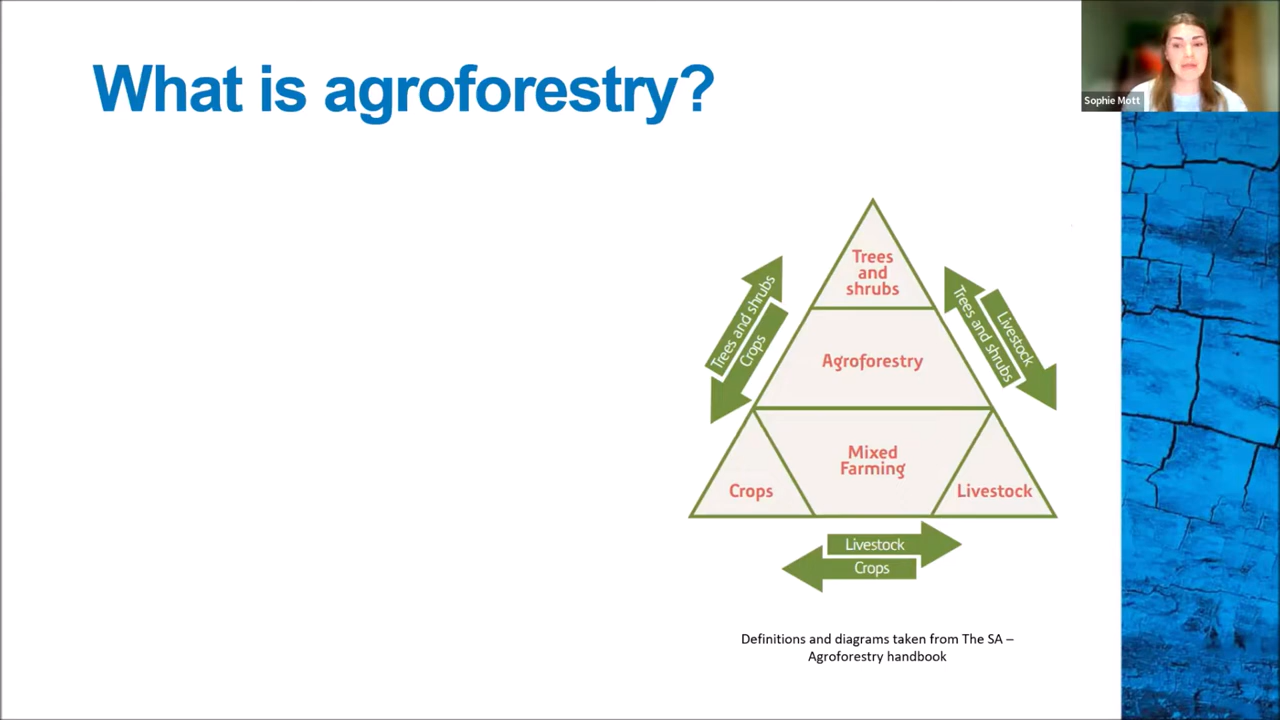 What is agroforestry?
Sophie Mott
Trees
and
shrubs
Trees and shrubs
Crops
Livestock
Trees and shrubs
Agroforestry
Mixed
Farming
Crops
Livestock
Livestock
Crops
Definitions and diagrams taken from The SA –
Agroforestry handbook